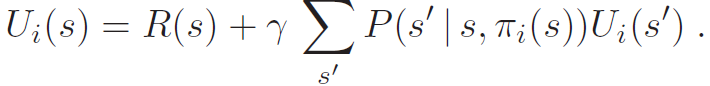 U_i(s) = R(s) + γ ∑_{s′} P(s′ | s, π_i(s))U_i(s′) .